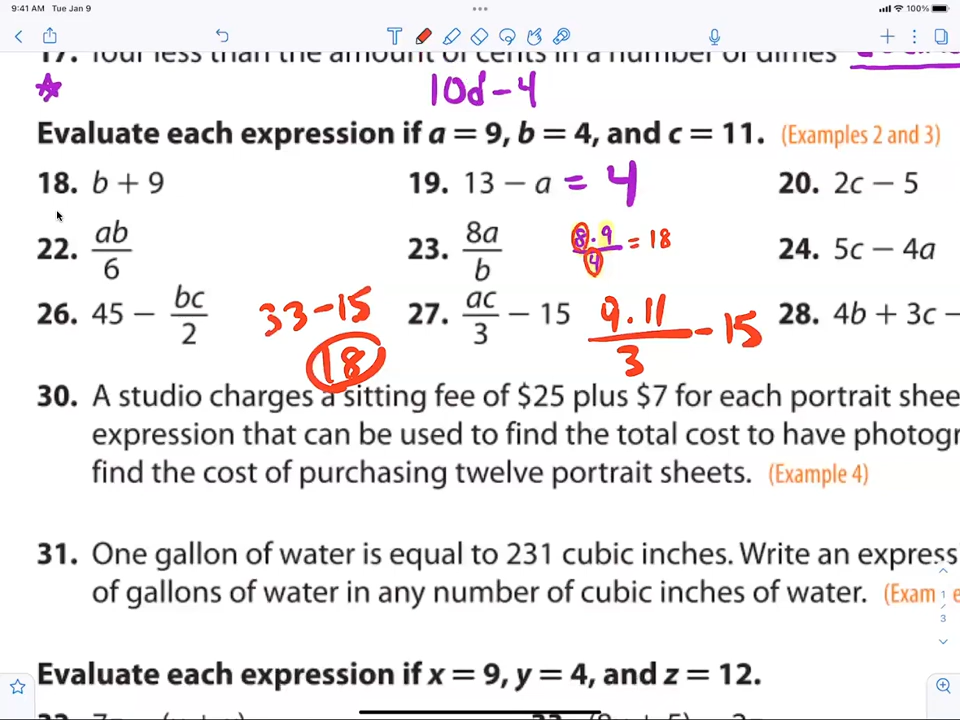 9:41 AM Tue Jan 9
100%
17. Four less than the amount of cents in a number of dimes
10d - 4
Evaluate each expression if a = 9, b = 4, and c = 11. (Examples 2 and 3)
18. b + 9 19. 13 - a = 4 20. 2c - 5
22. ab/6 23. 8a/b 8·9/4 = 18 24. 5c - 4a
26. 45 - bc/2 33-15 27. ac/3 - 15 9·11/3 - 15 28. 4b + 3c -
18
30. A studio charges a sitting fee of $25 plus $7 for each portrait shee
expression that can be used to find the total cost to have photogr
find the cost of purchasing twelve portrait sheets. (Example 4)
31. One gallon of water is equal to 231 cubic inches. Write an express
of gallons of water in any number of cubic inches of water. (Exam e
1/3
Evaluate each expression if x = 9, y = 4, and z = 12.